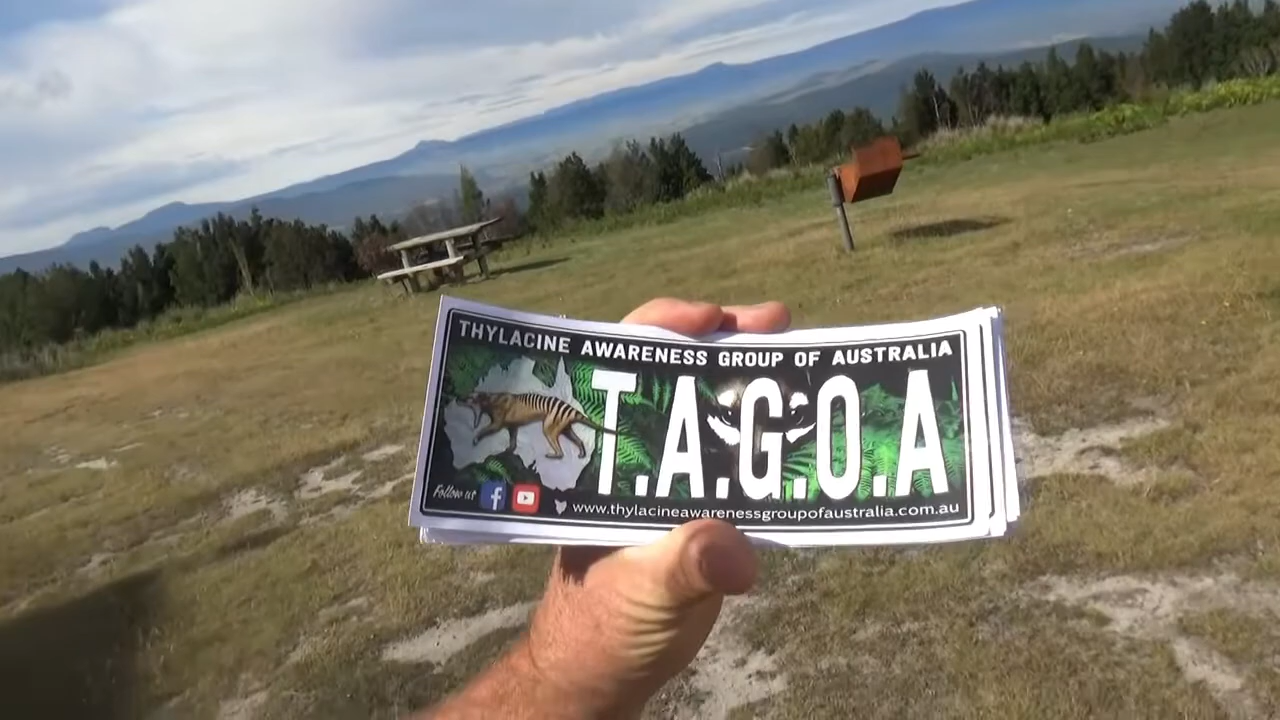 THYLACINE AWARENESS GROUP OF AUSTRALIA
T.A.G.O.A
Follow us
www.thylacineawarenessgroupofaustralia.com.au